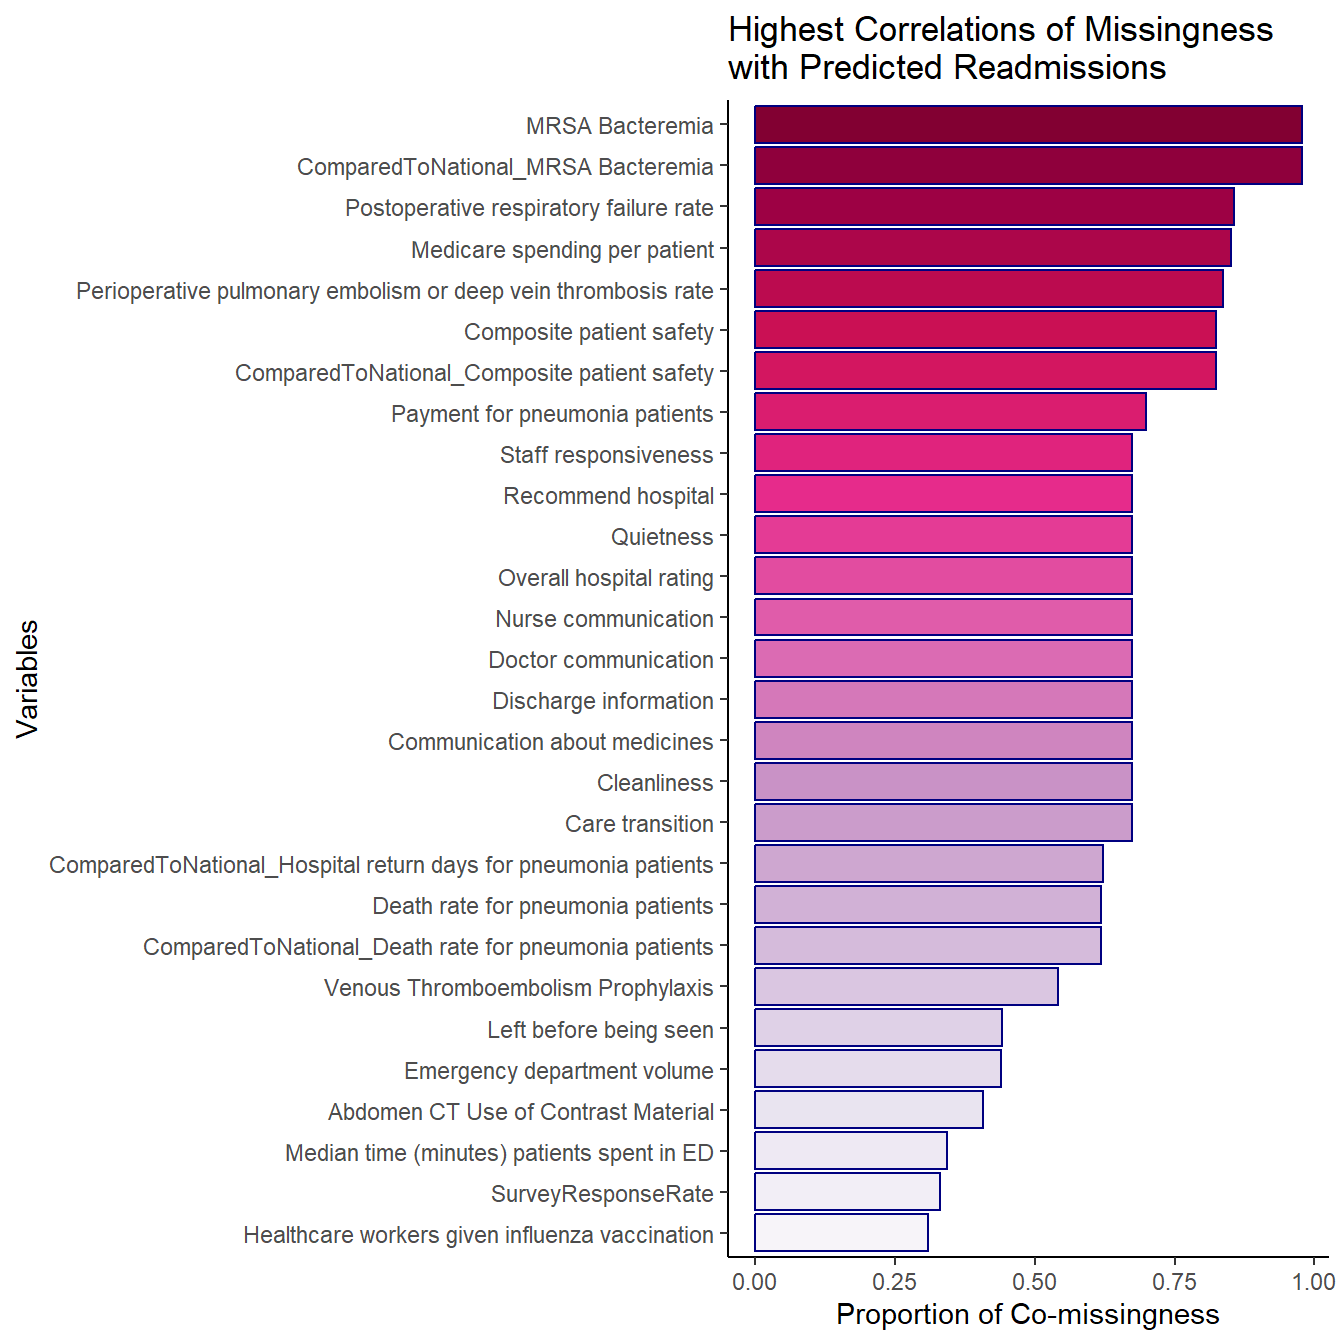 Highest Correlations of Missingness
with Predicted Readmissions
MRSA Bacteremia
ComparedToNational_MRSA Bacteremia
Postoperative respiratory failure rate
Medicare spending per patient
Perioperative pulmonary embolism or deep vein thrombosis rate
Composite patient safety
ComparedToNational_Composite patient safety
Payment for pneumonia patients
Staff responsiveness
Recommend hospital
Quietness
Overall hospital rating
Nurse communication
Doctor communication
Discharge information
Communication about medicines
Cleanliness
Care transition
ComparedToNational_Hospital return days for pneumonia patients
Death rate for pneumonia patients
ComparedToNational_Death rate for pneumonia patients
Venous Thromboembolism Prophylaxis
Left before being seen
Emergency department volume
Abdomen CT Use of Contrast Material
Median time (minutes) patients spent in ED
SurveyResponseRate
Healthcare workers given influenza vaccination
Variables
0.00 0.25 0.50 0.75 1.00
Proportion of Co-missingness